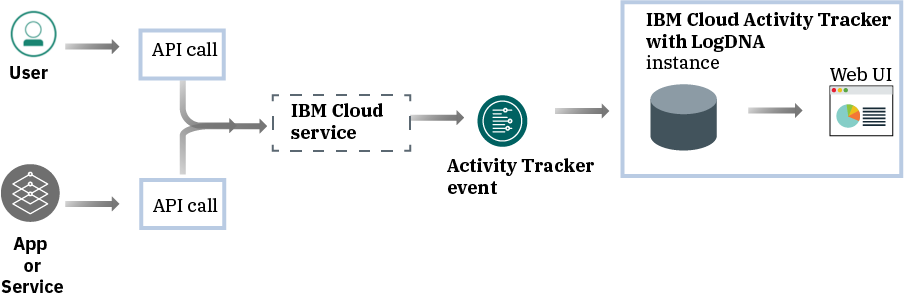 User
API call
App
or
Service
API call
IBM Cloud
service
Activity Tracker
event
IBM Cloud Activity Tracker
with LogDNA
instance
Web UI